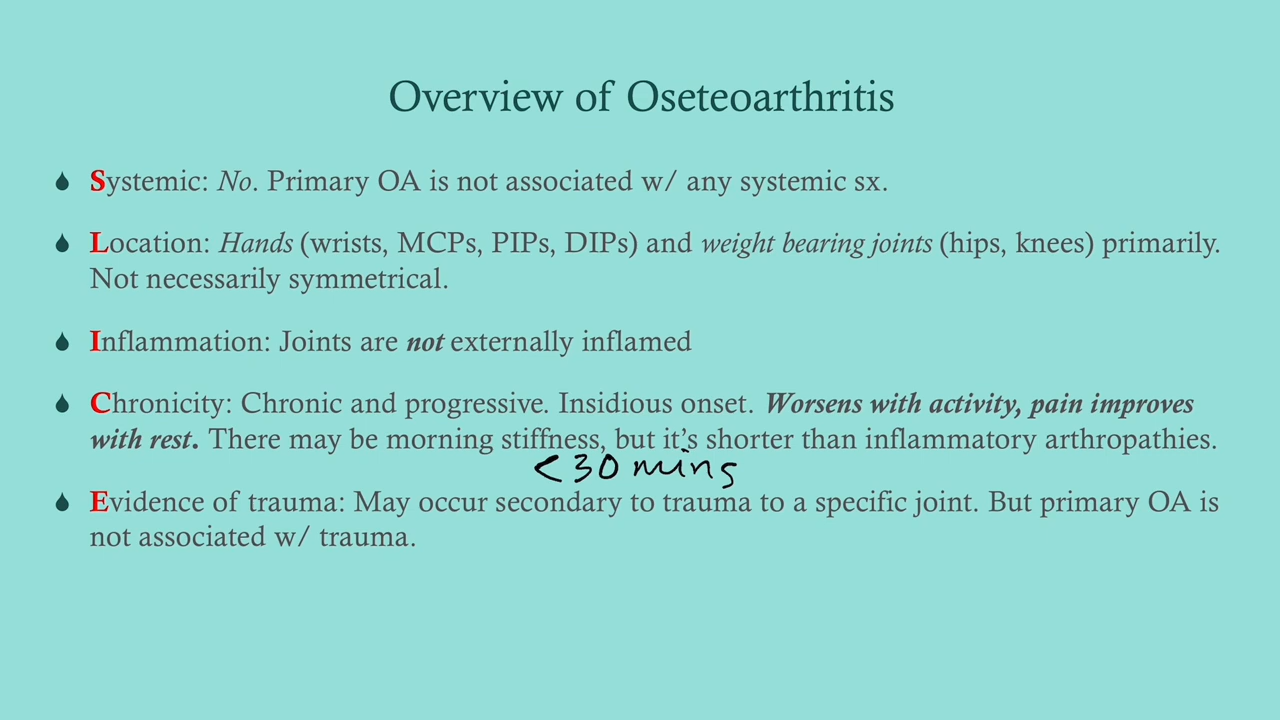 Overview of Oseteoarthritis
Systemic: No. Primary OA is not associated w/ any systemic sx.
Location: Hands (wrists, MCPs, PIPs, DIPs) and weight bearing joints (hips, knees) primarily.
Not necessarily symmetrical.
Inflammation: Joints are not externally inflamed
Chronicity: Chronic and progressive. Insidious onset. Worsens with activity, pain improves
with rest. There may be morning stiffness, but it's shorter than inflammatory arthropathies.
<30 mins
Evidence of trauma: May occur secondary to trauma to a specific joint. But primary OA is
not associated w/ trauma.